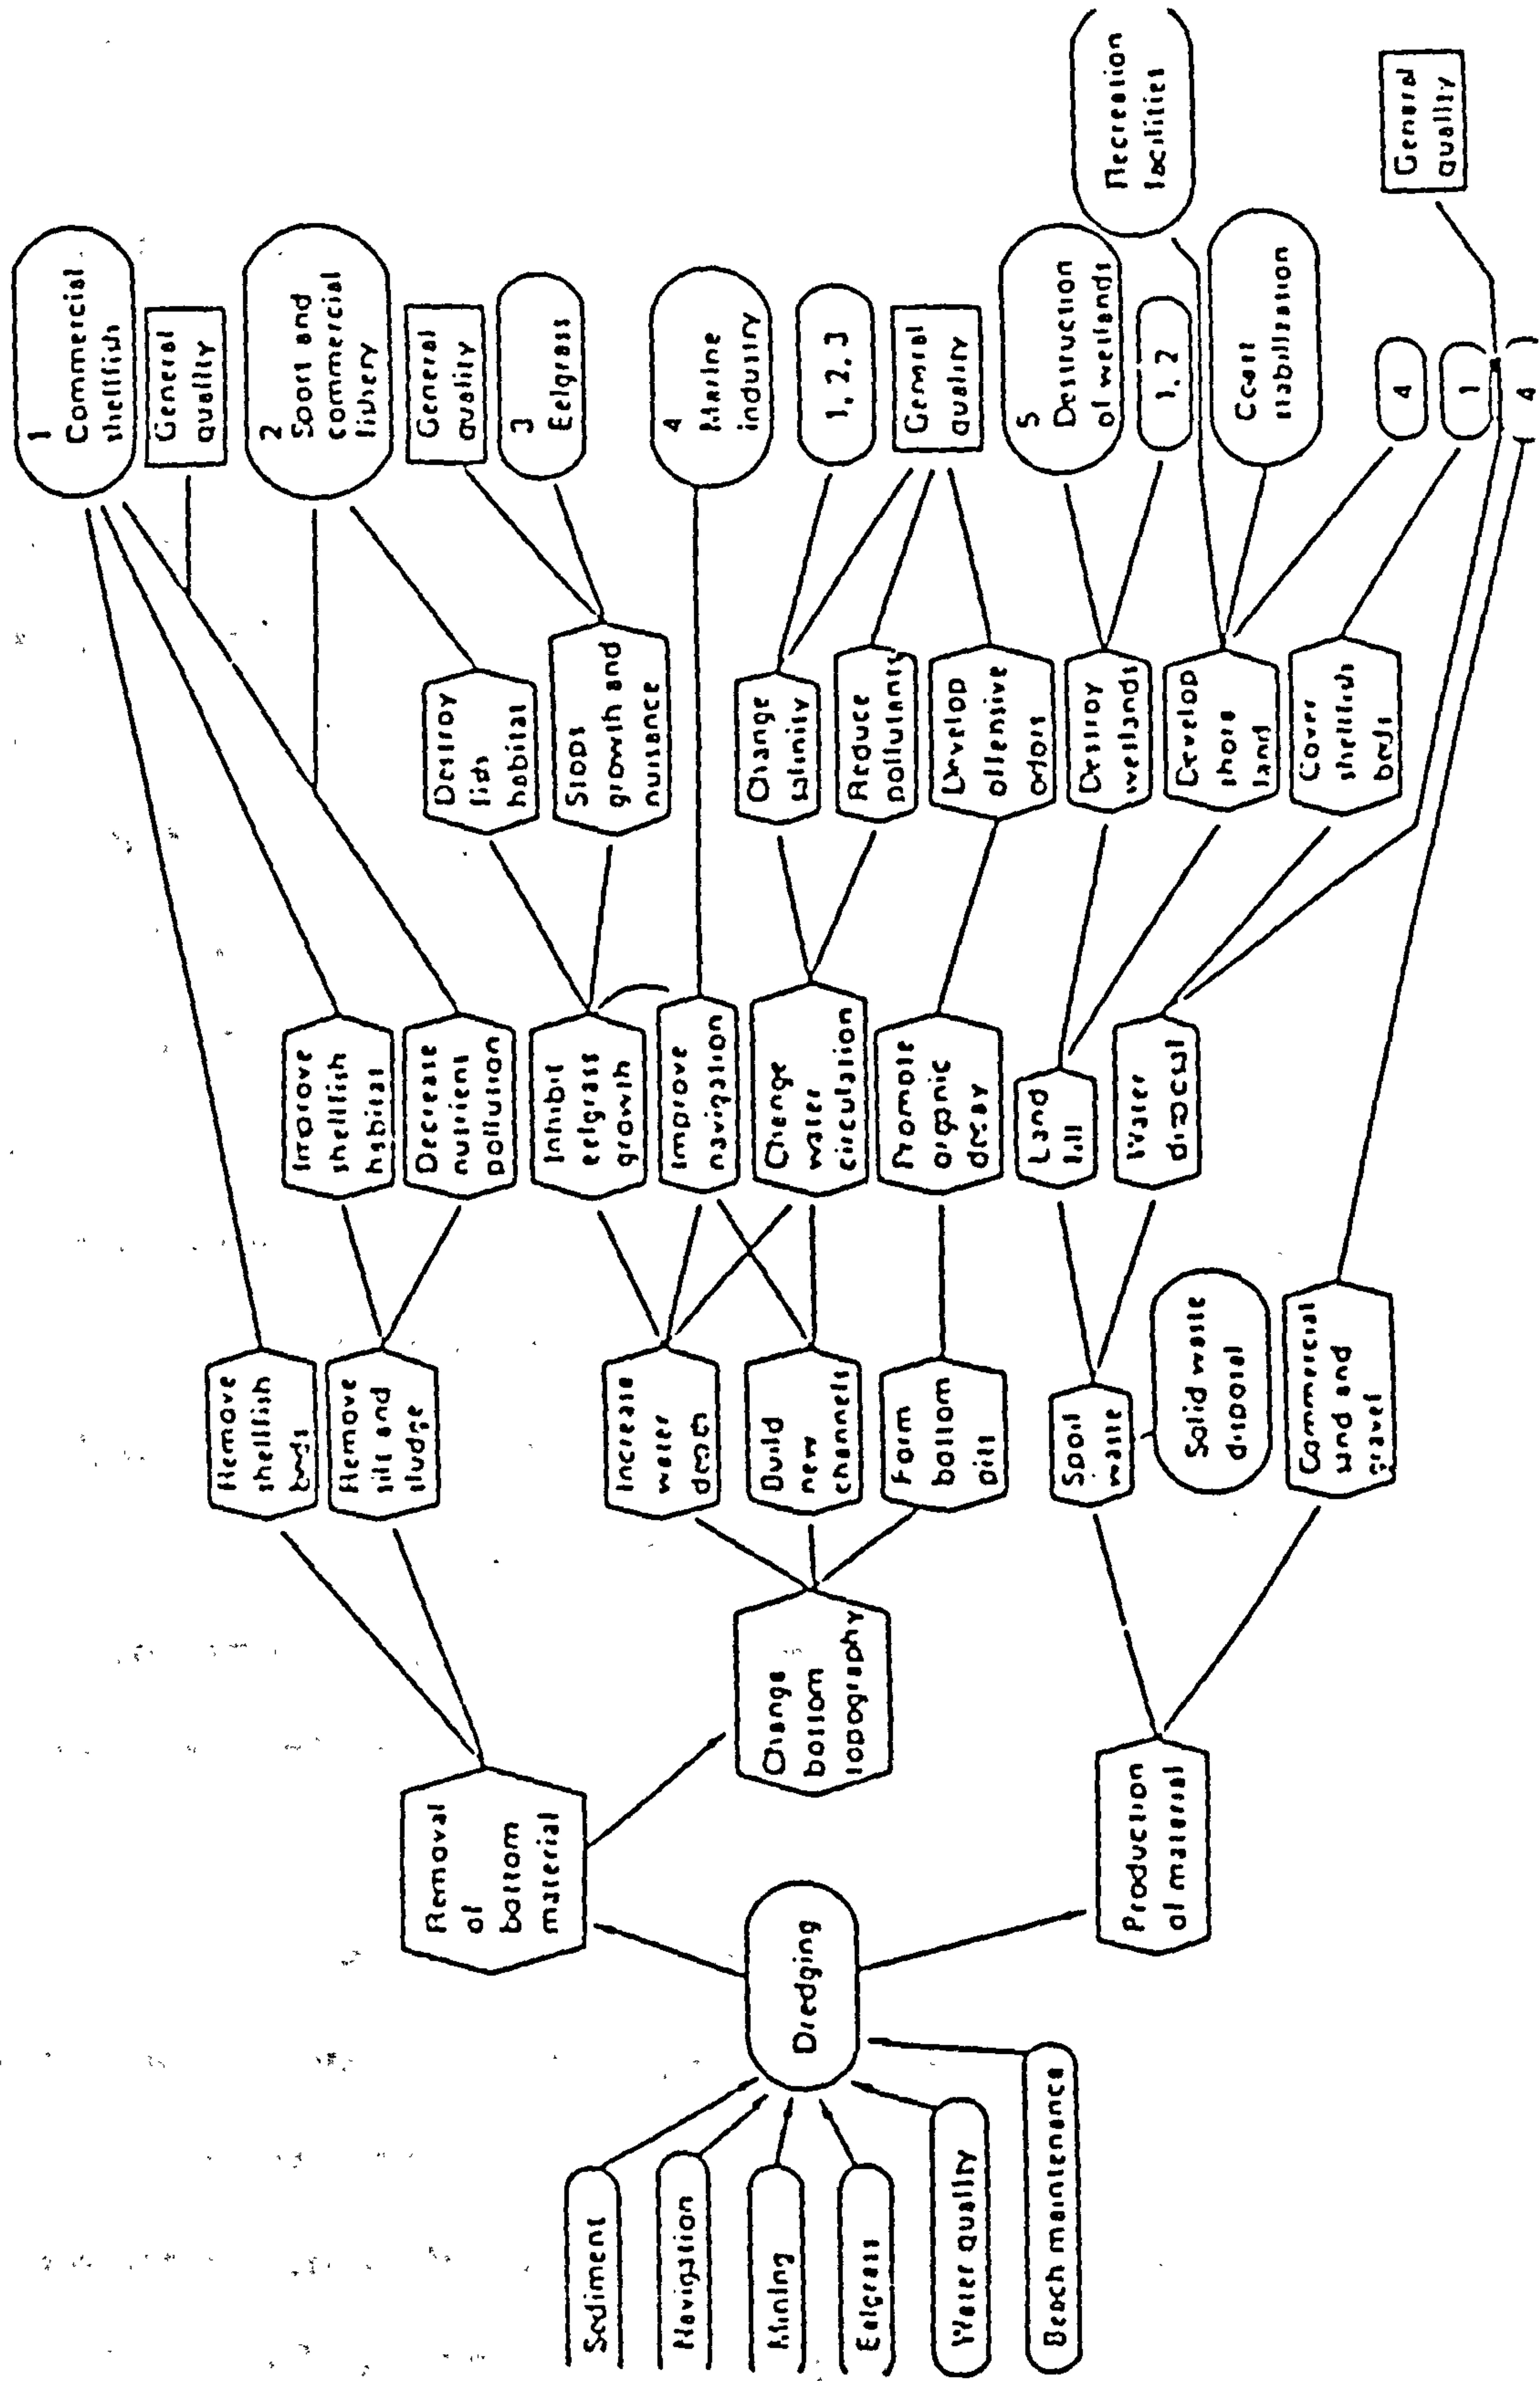 Sediment
Navigation
Mining
Eelgrass
Water quality
Beach maintenance
Dredging
Removal
of
bottom
material
Change
bottom
topography
Production
of material
Remove
shellfish
beds
Remove
silt and
sludge
Increase
water
depth
Build
new
channels
Form
bottom
pits
Spoil
waste
Solid waste
disposal
Commercial
sand and
gravel
Improve
shellfish
habitat
Decrease
nutrient
pollution
Inhibit
eelgrass
growth
Improve
navigation
Change
water
circulation
Promote
organic
decay
Land
fill
Water
disposal
Destroy
fish
habitat
Stops
growth and
nuisance
Change
salinity
Reduce
pollutants
Develop
offensive
odors
Destroy
wetlands
Develop
shore
land
Cover
shellfish
beds
1
Commercial
shellfish
General
quality
2
Sport and
commercial
fishery
General
quality
3
Eelgrass
4
Marine
industry
1, 2, 3
General
quality
5
Destruction
of wetlands
1, 2
Recreation
facilities
Coast
stabilization
4
1
General
quality
4